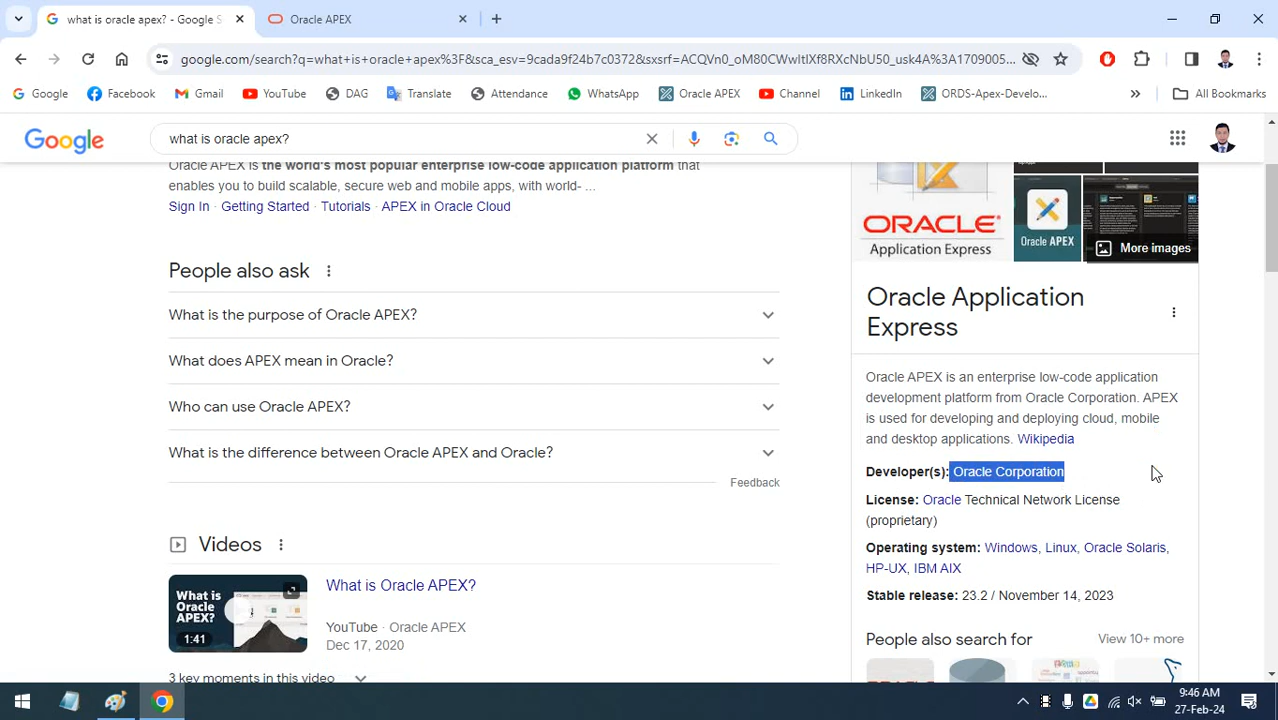 what is oracle apex? - Google S
Oracle APEX
google.com/search?q=what+is+oracle+apex%3F&sca_esv=9cada9f24b7c0372&sxsrf=ACQVn0_oM80CWwItIXf8RXcNbU50_usk4A%3A1709005...
Google
Facebook
Gmail
YouTube
DAG
Translate
Attendance
WhatsApp
Oracle APEX
Channel
LinkedIn
ORDS-Apex-Develo...
All Bookmarks
Google
what is oracle apex?
Oracle APEX is the world's most popular enterprise low-code application platform that
enables you to build scalable, secure web and mobile apps, with world- ...
Sign In · Getting Started · Tutorials · APEX in Oracle Cloud
People also ask
What is the purpose of Oracle APEX?
What does APEX mean in Oracle?
Who can use Oracle APEX?
What is the difference between Oracle APEX and Oracle?
Feedback
Videos
What is
Oracle
APEX?
1:41
What is Oracle APEX?
YouTube · Oracle APEX
Dec 17, 2020
3 key moments in this video
ORACLE
Application Express
Oracle APEX
More images
Oracle Application
Express
Oracle APEX is an enterprise low-code application
development platform from Oracle Corporation. APEX
is used for developing and deploying cloud, mobile
and desktop applications. Wikipedia
Developer(s): Oracle Corporation
License: Oracle Technical Network License
(proprietary)
Operating system: Windows, Linux, Oracle Solaris,
HP-UX, IBM AIX
Stable release: 23.2 / November 14, 2023
People also search for
View 10+ more
9:46 AM
27-Feb-24